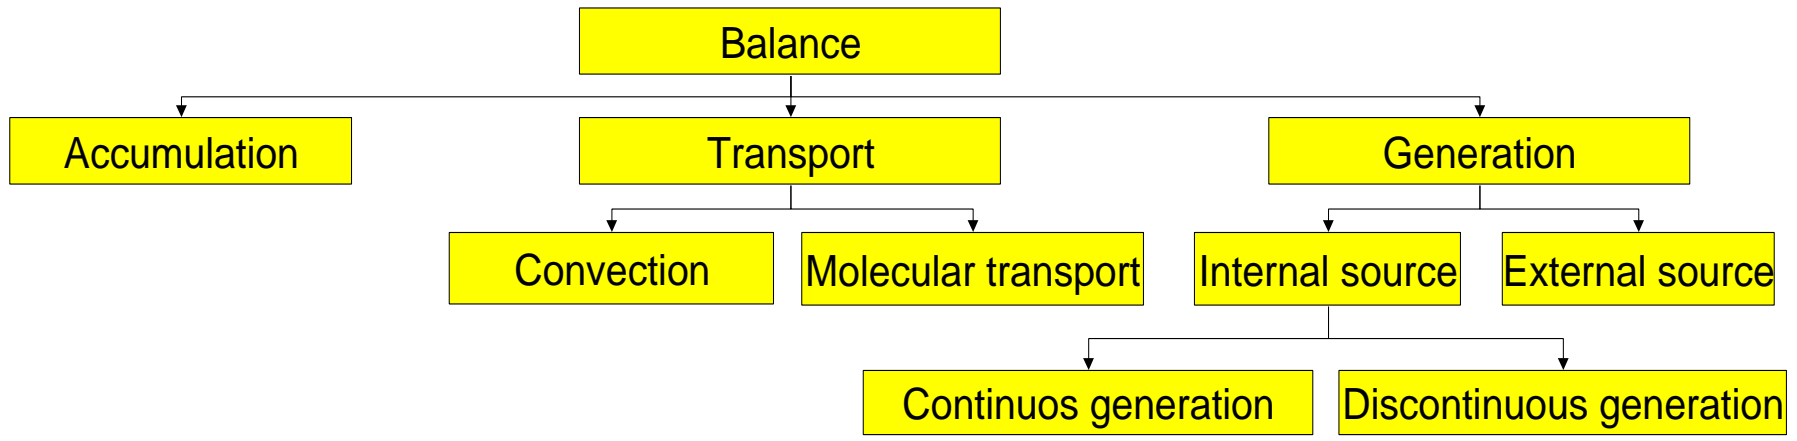 Balance
Accumulation
Transport
Generation
Convection
Molecular transport
Internal source
External source
Continuos generation
Discontinuous generation